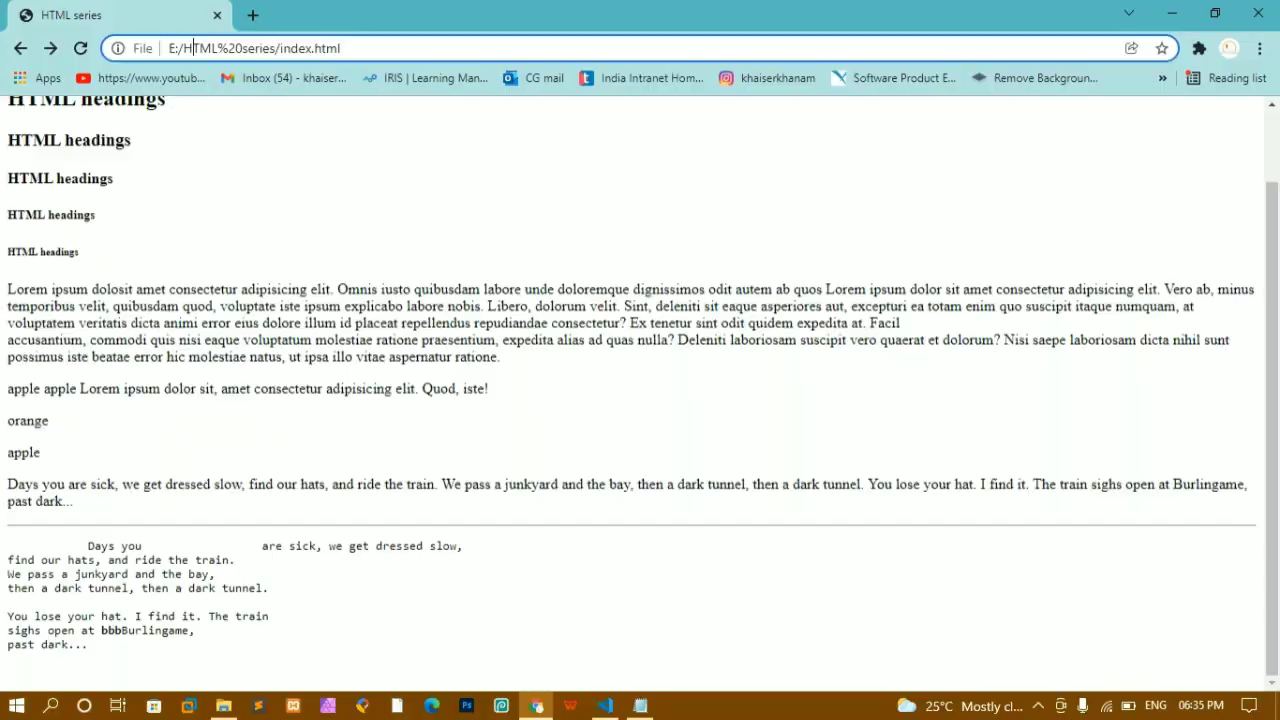 HTML series
File
E:/HTML%20series/index.html
Apps
https://www.youtub...
Inbox (54) - khaiser...
IRIS | Learning Man...
CG mail
India Intranet Hom...
khaiserkhanam
Software Product E...
Remove Backgroun...
»
Reading list
HTML headings
HTML headings
HTML headings
HTML headings
HTML headings
Lorem ipsum dolosit amet consectetur adipisicing elit. Omnis iusto quibusdam labore unde doloremque dignissimos odit autem ab quos Lorem ipsum dolor sit amet consectetur adipisicing elit. Vero ab, minus
temporibus velit, quibusdam quod, voluptate iste ipsum explicabo labore nobis. Libero, dolorum velit. Sint, deleniti sit eaque asperiores aut, excepturi ea totam enim quo suscipit itaque numquam, at
voluptatem veritatis dicta animi error eius dolore illum id placeat repellendus repudiandae consectetur? Ex tenetur sint odit quidem expedita at. Facil
accusantium, commodi quis nisi eaque voluptatum molestiae ratione praesentium, expedita alias ad quas nulla? Deleniti laboriosam suscipit vero quaerat et dolorum? Nisi saepe laboriosam dicta nihil sunt
possimus iste beatae error hic molestiae natus, ut ipsa illo vitae aspernatur ratione.
apple apple Lorem ipsum dolor sit, amet consectetur adipisicing elit. Quod, iste!
orange
apple
Days you are sick, we get dressed slow, find our hats, and ride the train. We pass a junkyard and the bay, then a dark tunnel, then a dark tunnel. You lose your hat. I find it. The train sighs open at Burlingame,
past dark...
Days you are sick, we get dressed slow,
find our hats, and ride the train.
We pass a junkyard and the bay,
then a dark tunnel, then a dark tunnel.
You lose your hat. I find it. The train
sighs open at bbbBurlingame,
past dark...
25°C Mostly cl...
ENG
06:35 PM